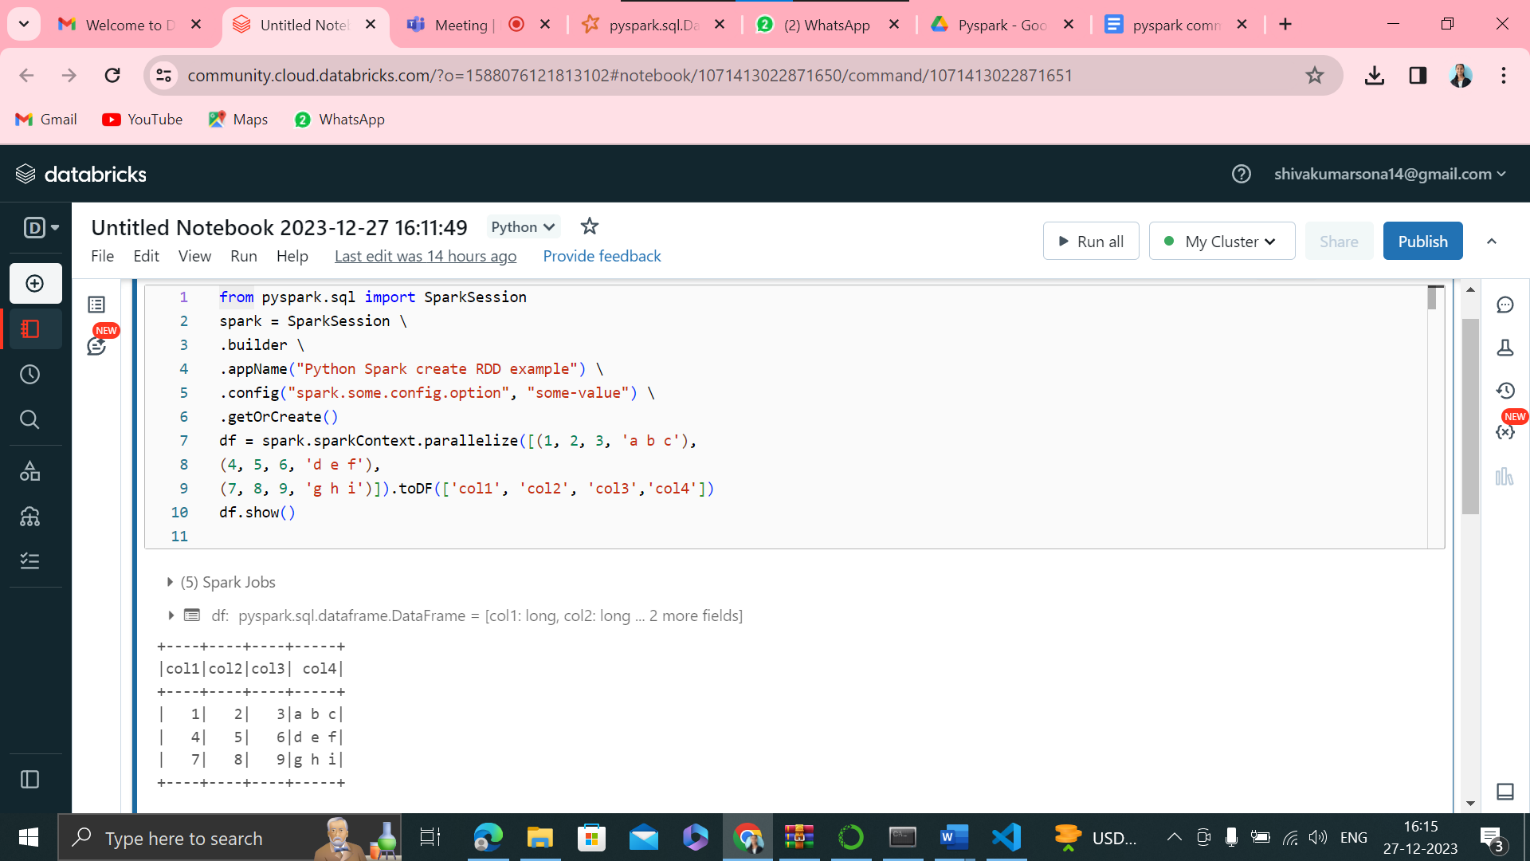 Welcome to D
Untitled Notel
Meeting |
pyspark.sql.Da
(2) WhatsApp
Pyspark - Goo
pyspark comm
community.cloud.databricks.com/?o=1588076121813102#notebook/1071413022871650/command/1071413022871651
Gmail
YouTube
Maps
2
WhatsApp
databricks
shivakumarsona14@gmail.com
D
Untitled Notebook 2023-12-27 16:11:49
Python
File Edit View Run Help
Last edit was 14 hours ago
Provide feedback
Run all
My Cluster
Share
Publish
NEW
NEW
1 from pyspark.sql import SparkSession
2 spark = SparkSession \
3 .builder \
4 .appName("Python Spark create RDD example") \
5 .config("spark.some.config.option", "some-value") \
6 .getOrCreate()
7 df = spark.sparkContext.parallelize([(1, 2, 3, 'a b c'),
8 (4, 5, 6, 'd e f'),
9 (7, 8, 9, 'g h i')]).toDF(['col1', 'col2', 'col3','col4'])
10 df.show()
11
(5) Spark Jobs
df: pyspark.sql.dataframe.DataFrame = [col1: long, col2: long ... 2 more fields]
+----+----+----+-----+
|col1|col2|col3| col4|
+----+----+----+-----+
|   1|   2|   3|a b c|
|   4|   5|   6|d e f|
|   7|   8|   9|g h i|
+----+----+----+-----+
Type here to search
USD...
ENG
16:15
27-12-2023
3